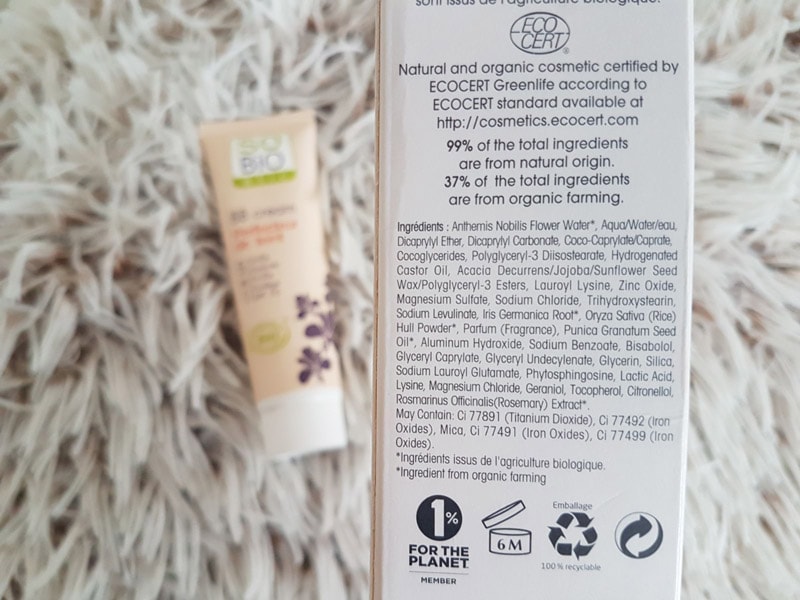 sont issus de l'agriculture biologique.
ECO
CERT®
Natural and organic cosmetic certified by
ECOCERT Greenlife according to
ECOCERT standard available at
http://cosmetics.ecocert.com
99% of the total ingredients
are from natural origin.
37% of the total ingredients
are from organic farming.
Ingrédients : Anthemis Nobilis Flower Water*, Aqua/Water/eau,
Dicaprylyl Ether, Dicaprylyl Carbonate, Coco-Caprylate/Caprate,
Cocoglycerides, Polyglyceryl-3 Diisostearate, Hydrogenated
Castor Oil, Acacia Decurrens/Jojoba/Sunflower Seed
Wax/Polyglyceryl-3 Esters, Lauroyl Lysine, Zinc Oxide,
Magnesium Sulfate, Sodium Chloride, Trihydroxystearin,
Sodium Levulinate, Iris Germanica Root*, Oryza Sativa (Rice)
Hull Powder*, Parfum (Fragrance), Punica Granatum Seed
Oil*, Aluminum Hydroxide, Sodium Benzoate, Bisabolol,
Glyceryl Caprylate, Glyceryl Undecylenate, Glycerin, Silica,
Sodium Lauroyl Glutamate, Phytosphingosine, Lactic Acid,
Lysine, Magnesium Chloride, Geraniol, Tocopherol, Citronellol,
Rosmarinus Officinalis(Rosemary) Extract*.
May Contain: Ci 77891 (Titanium Dioxide), Ci 77492 (Iron
Oxides), Mica, Ci 77491 (Iron Oxides), Ci 77499 (Iron
Oxides).
*Ingrédients issus de l'agriculture biologique.
*Ingredient from organic farming
1%
FOR THE
PLANET
MEMBER
6 M
Emballage
100 % recyclable
SO
BiO